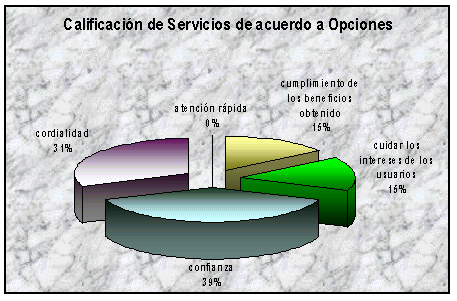 Calificación de Servicios de acuerdo a Opciones
atención rápida
0%
cumplimiento de
los beneficios
obtenido
15%
cordialidad
31%
cuidar los
intereses de los
usuarios
15%
confianza
39%